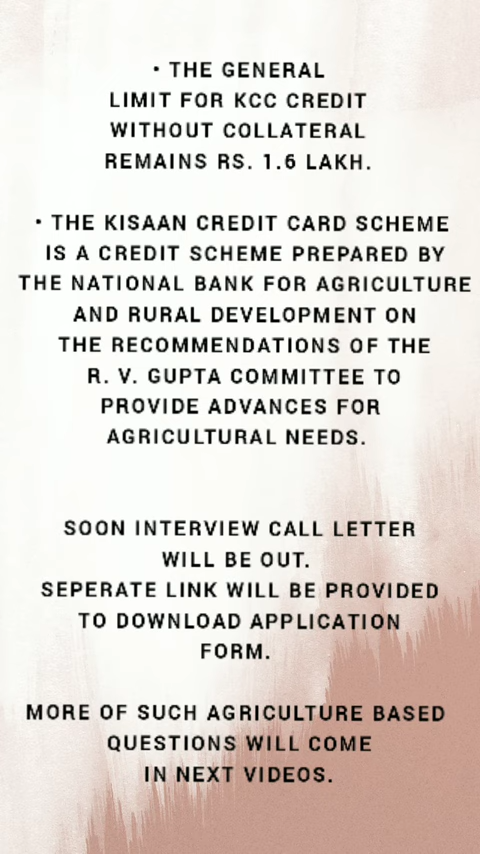 • THE GENERAL
LIMIT FOR KCC CREDIT
WITHOUT COLLATERAL
REMAINS RS. 1.6 LAKH.
• THE KISAAN CREDIT CARD SCHEME
IS A CREDIT SCHEME PREPARED BY
THE NATIONAL BANK FOR AGRICULTURE
AND RURAL DEVELOPMENT ON
THE RECOMMENDATIONS OF THE
R. V. GUPTA COMMITTEE TO
PROVIDE ADVANCES FOR
AGRICULTURAL NEEDS.
SOON INTERVIEW CALL LETTER
WILL BE OUT.
SEPERATE LINK WILL BE PROVIDED
TO DOWNLOAD APPLICATION
FORM.
MORE OF SUCH AGRICULTURE BASED
QUESTIONS WILL COME
IN NEXT VIDEOS.